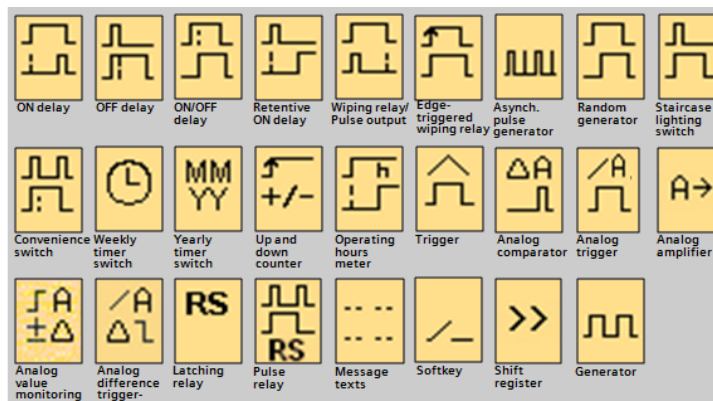 ON delay
OFF delay
ON/OFF
delay
Retentive
ON delay
Wiping relay/
Pulse output
Edge-
triggered
wiping relay
Asynch.
pulse
generator
Random
generator
Staircase
lighting
switch
Convenience
switch
MM
YY
Weekly
timer
switch
Yearly
timer
switch
+/-
Up and
down
counter
h
Operating
hours
meter
Trigger
ΔA
Analog
comparator
/A
Analog
trigger
A→
Analog
amplifier
A
±Δ
Analog
value
monitoring
/A
Δ
Analog
difference
trigger-
RS
Latching
relay
RS
Pulse
relay
Message
texts
Softkey
>>
Shift
register
Generator